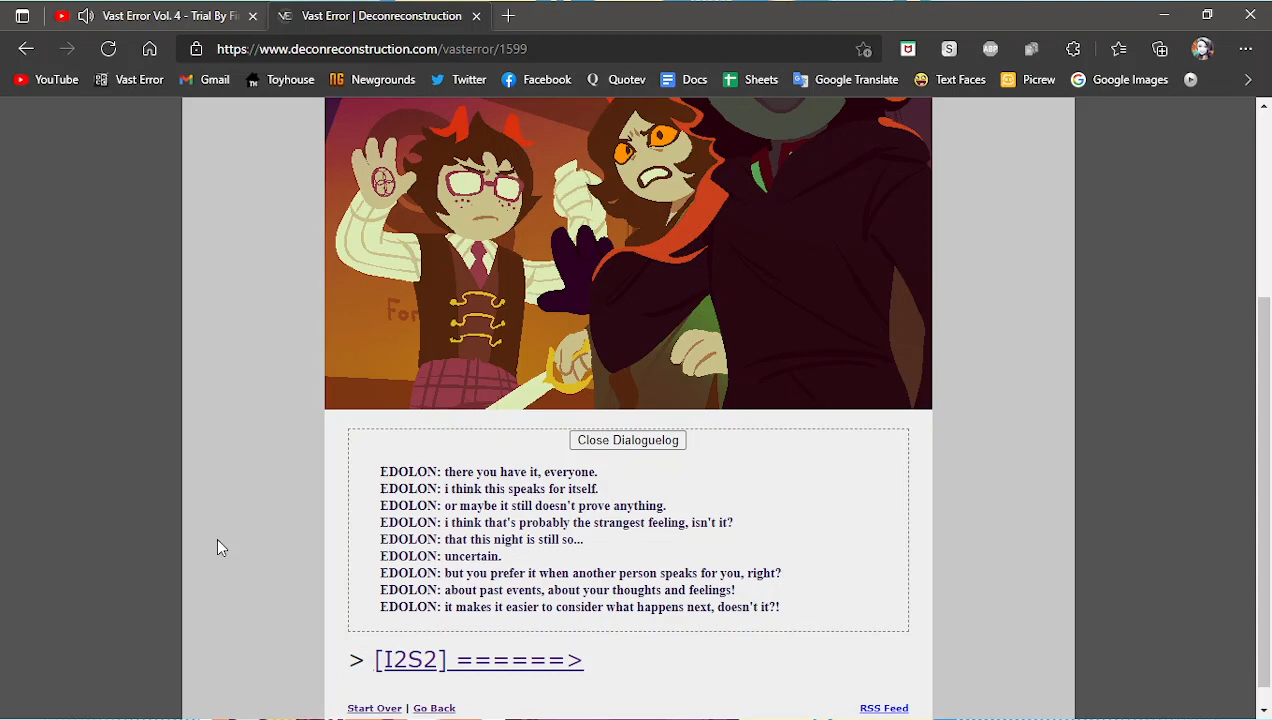 Vast Error Vol. 4 - Trial By Fi
Vast Error | Deconreconstruction
https://www.deconreconstruction.com/vasterror/1599
YouTube Vast Error Gmail Toyhouse Newgrounds Twitter Facebook Quotev Docs Sheets Google Translate Text Faces Picrew Google Images
For
Close Dialoguelog
EDOLON: there you have it, everyone.
EDOLON: i think this speaks for itself.
EDOLON: or maybe it still doesn't prove anything.
EDOLON: i think that's probably the strangest feeling, isn't it?
EDOLON: that this night is still so...
EDOLON: uncertain.
EDOLON: but you prefer it when another person speaks for you, right?
EDOLON: about past events, about your thoughts and feelings!
EDOLON: it makes it easier to consider what happens next, doesn't it?!
> [I2S2] ======>
Start Over | Go Back
RSS Feed